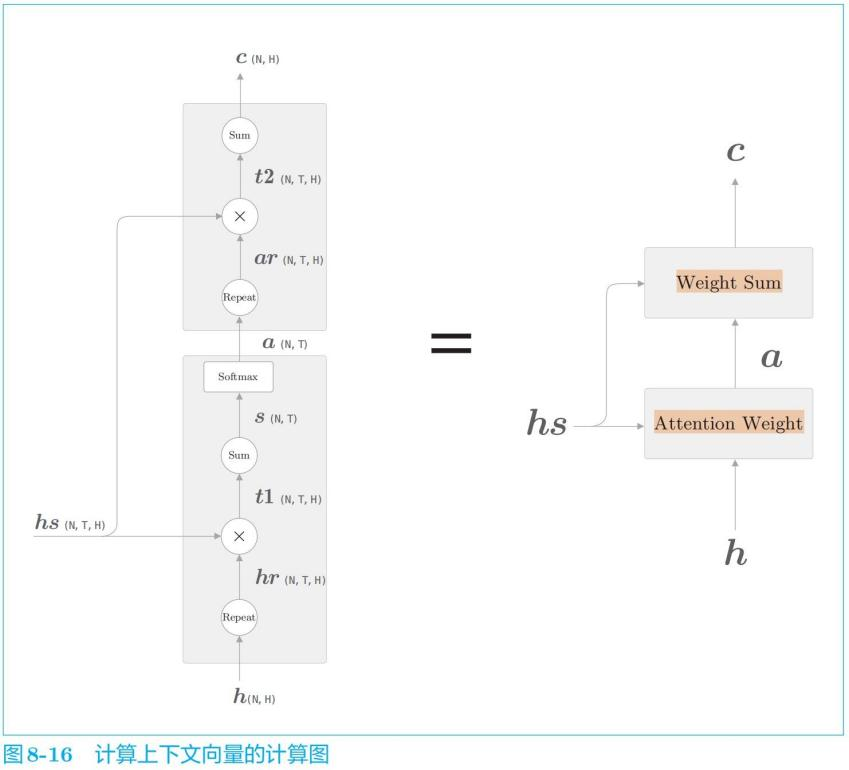 c (N, H)
Sum
t2 (N, T, H)
×
ar (N, T, H)
Repeat
a (N, T)
Softmax
s (N, T)
Sum
t1 (N, T, H)
hs (N, T, H)
×
hr (N, T, H)
Repeat
h(N, H)
=
c
Weight Sum
a
hs
Attention Weight
h
图8-16 计算上下文向量的计算图